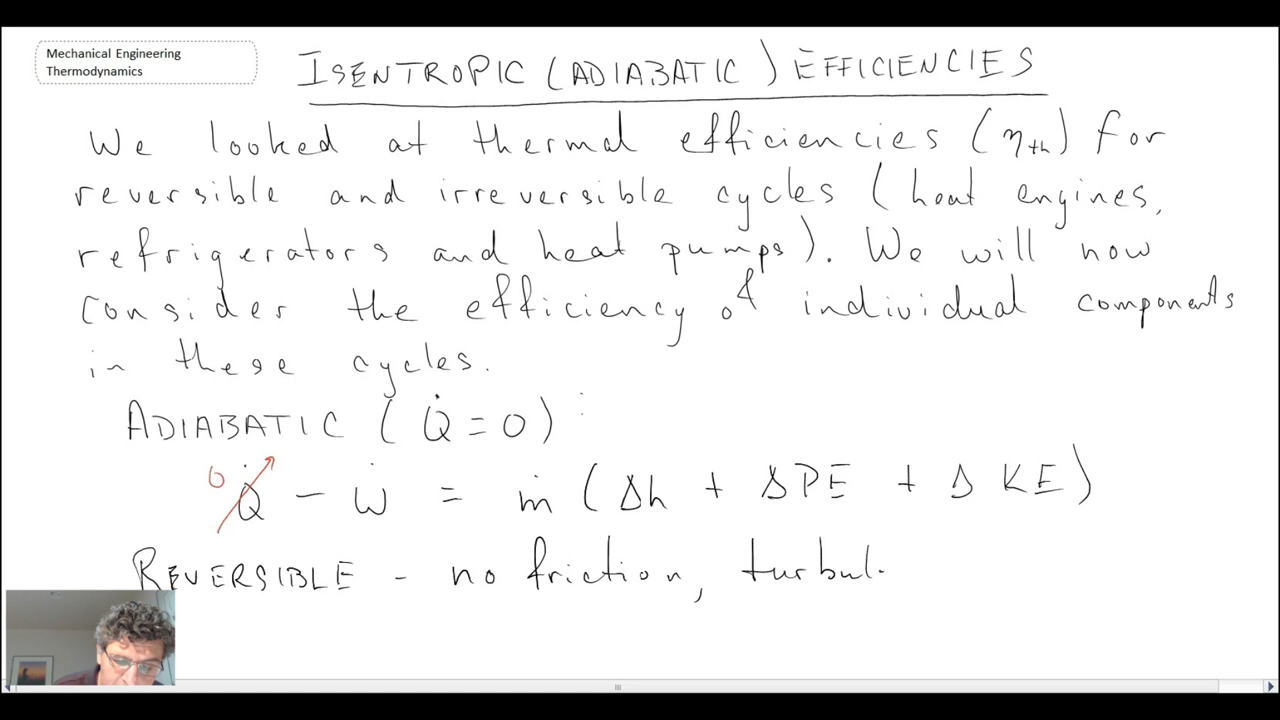 Mechanical Engineering
Thermodynamics
ISENTROPIC (ADIABATIC) EFFICIENCIES
We looked at thermal efficiencies (ηth) for
reversible and irreversible cycles (heat engines,
refrigerators and heat pumps). We will now
consider the efficiency of individual components
in these cycles.
ADIABATIC (Q̇ = 0) :
0
Q̇ - Ẇ = ṁ (Δh + ΔPE + ΔKE)
REVERSIBLE - no friction, turbul